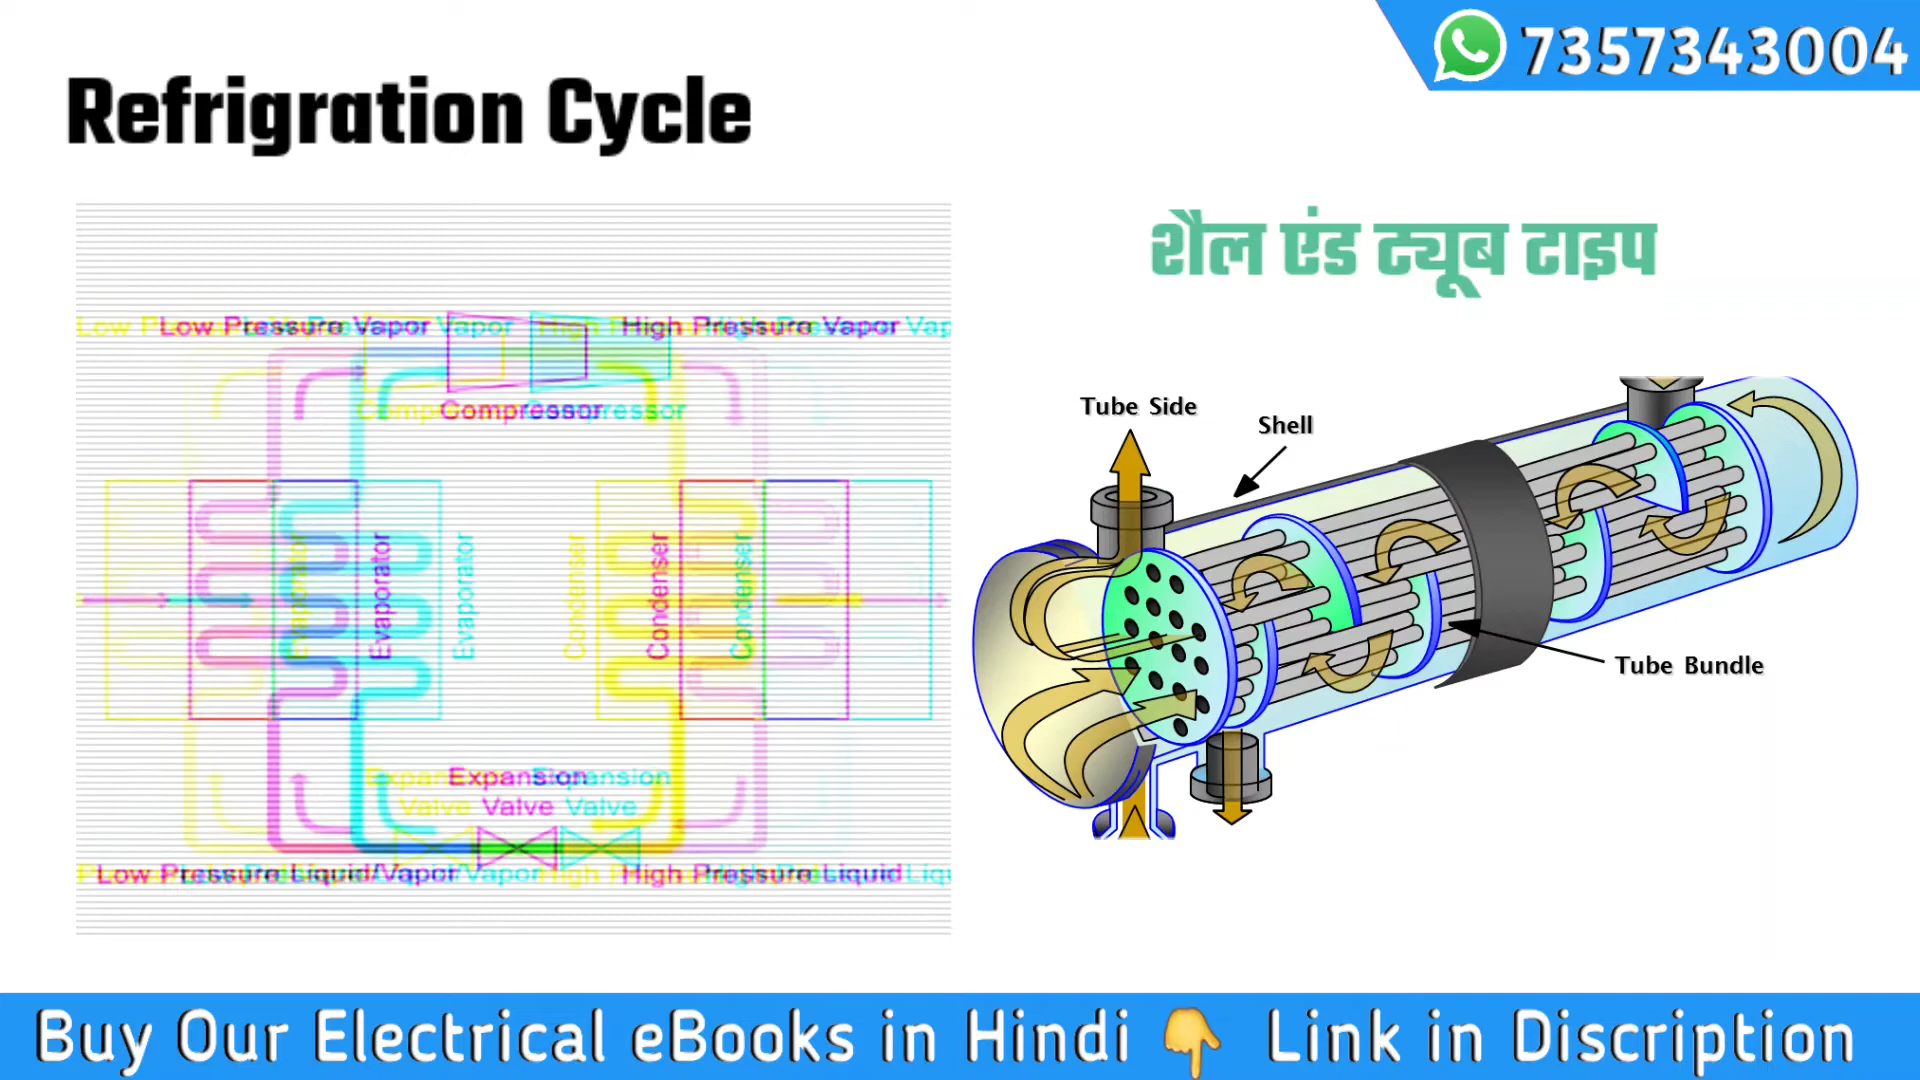 7357343004
Refrigration Cycle
शैल एंड ट्यूब टाइप
Low Pressure Vapor
High Pressure Vapor
Compressor
Evaporator
Condenser
Expansion
Valve
Low Pressure Liquid/Vapor
High Pressure Liquid
Tube Side
Shell
Tube Bundle
Buy Our Electrical eBooks in Hindi 👇 Link in Discription